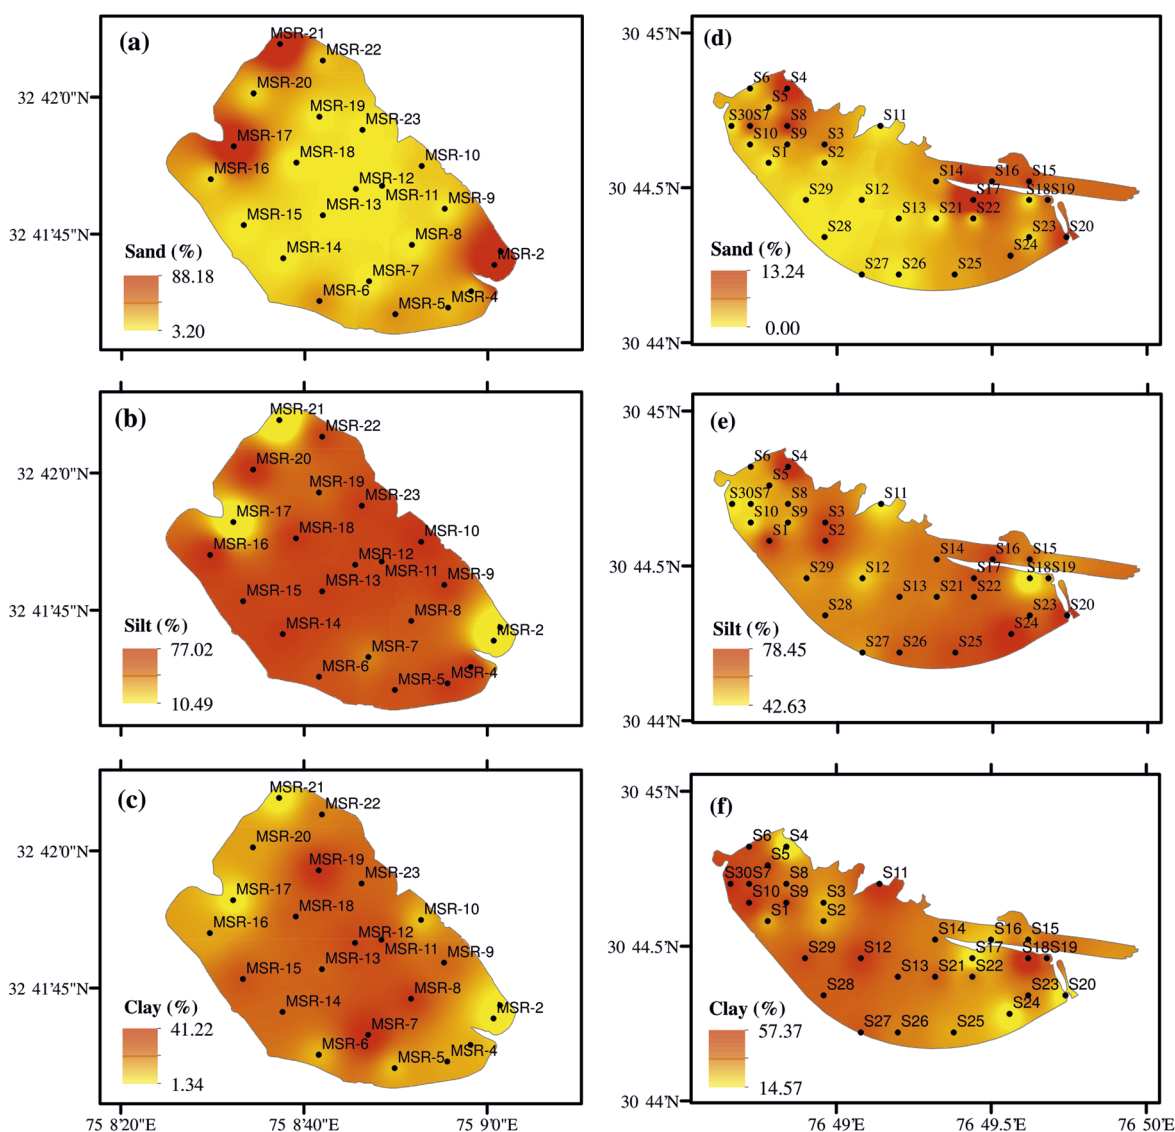 (a)
MSR-21
MSR-22
MSR-20
MSR-19
MSR-23
MSR-17
MSR-18
MSR-10
MSR-16
MSR-12
MSR-11
MSR-9
MSR-13
MSR-15
MSR-8
MSR-14
MSR-2
MSR-7
MSR-6
MSR-4
MSR-5
32 42'0"N
32 41'45"N
Sand (%)
88.18
3.20
(d)
30 45'N
30 44.5'N
30 44'N
S6
S4
S5
S30
S7
S8
S11
S10
S9
S3
S1
S2
S14
S16
S15
S29
S12
S17
S18
S19
S13
S21
S22
S28
S23
S20
S24
S27
S26
S25
Sand (%)
13.24
0.00
(b)
MSR-21
MSR-22
MSR-20
MSR-19
MSR-23
MSR-17
MSR-18
MSR-10
MSR-16
MSR-12
MSR-11
MSR-9
MSR-13
MSR-15
MSR-8
MSR-14
MSR-2
MSR-7
MSR-6
MSR-4
MSR-5
32 42'0"N
32 41'45"N
Silt (%)
77.02
10.49
(e)
30 45'N
30 44.5'N
30 44'N
S6
S4
S5
S30
S7
S8
S11
S10
S9
S3
S1
S2
S14
S16
S15
S29
S12
S17
S18
S19
S13
S21
S22
S28
S23
S20
S24
S27
S26
S25
Silt (%)
78.45
42.63
(c)
MSR-21
MSR-22
MSR-20
MSR-19
MSR-23
MSR-17
MSR-18
MSR-10
MSR-16
MSR-12
MSR-11
MSR-9
MSR-13
MSR-15
MSR-8
MSR-14
MSR-2
MSR-7
MSR-6
MSR-4
MSR-5
32 42'0"N
32 41'45"N
Clay (%)
41.22
1.34
75 8'20"E
75 8'40"E
75 9'0"E
(f)
30 45'N
30 44.5'N
30 44'N
S6
S4
S5
S30
S7
S8
S11
S10
S9
S3
S1
S2
S14
S16
S15
S29
S12
S17
S18
S19
S13
S21
S22
S28
S23
S20
S24
S27
S26
S25
Clay (%)
57.37
14.57
76 49'E
76 49.5'E
76 50'E